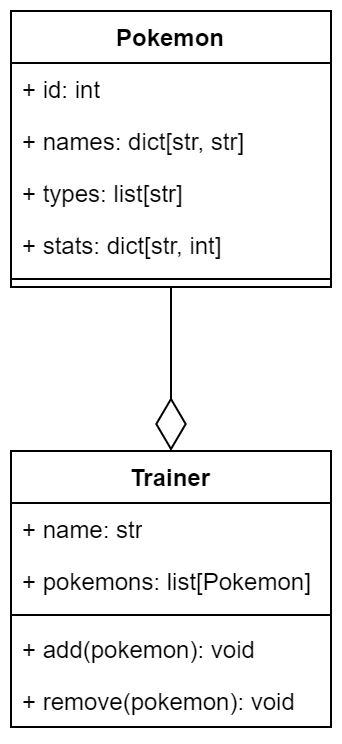 Pokemon
+ id: int
+ names: dict[str, str]
+ types: list[str]
+ stats: dict[str, int]
Trainer
+ name: str
+ pokemons: list[Pokemon]
+ add(pokemon): void
+ remove(pokemon): void